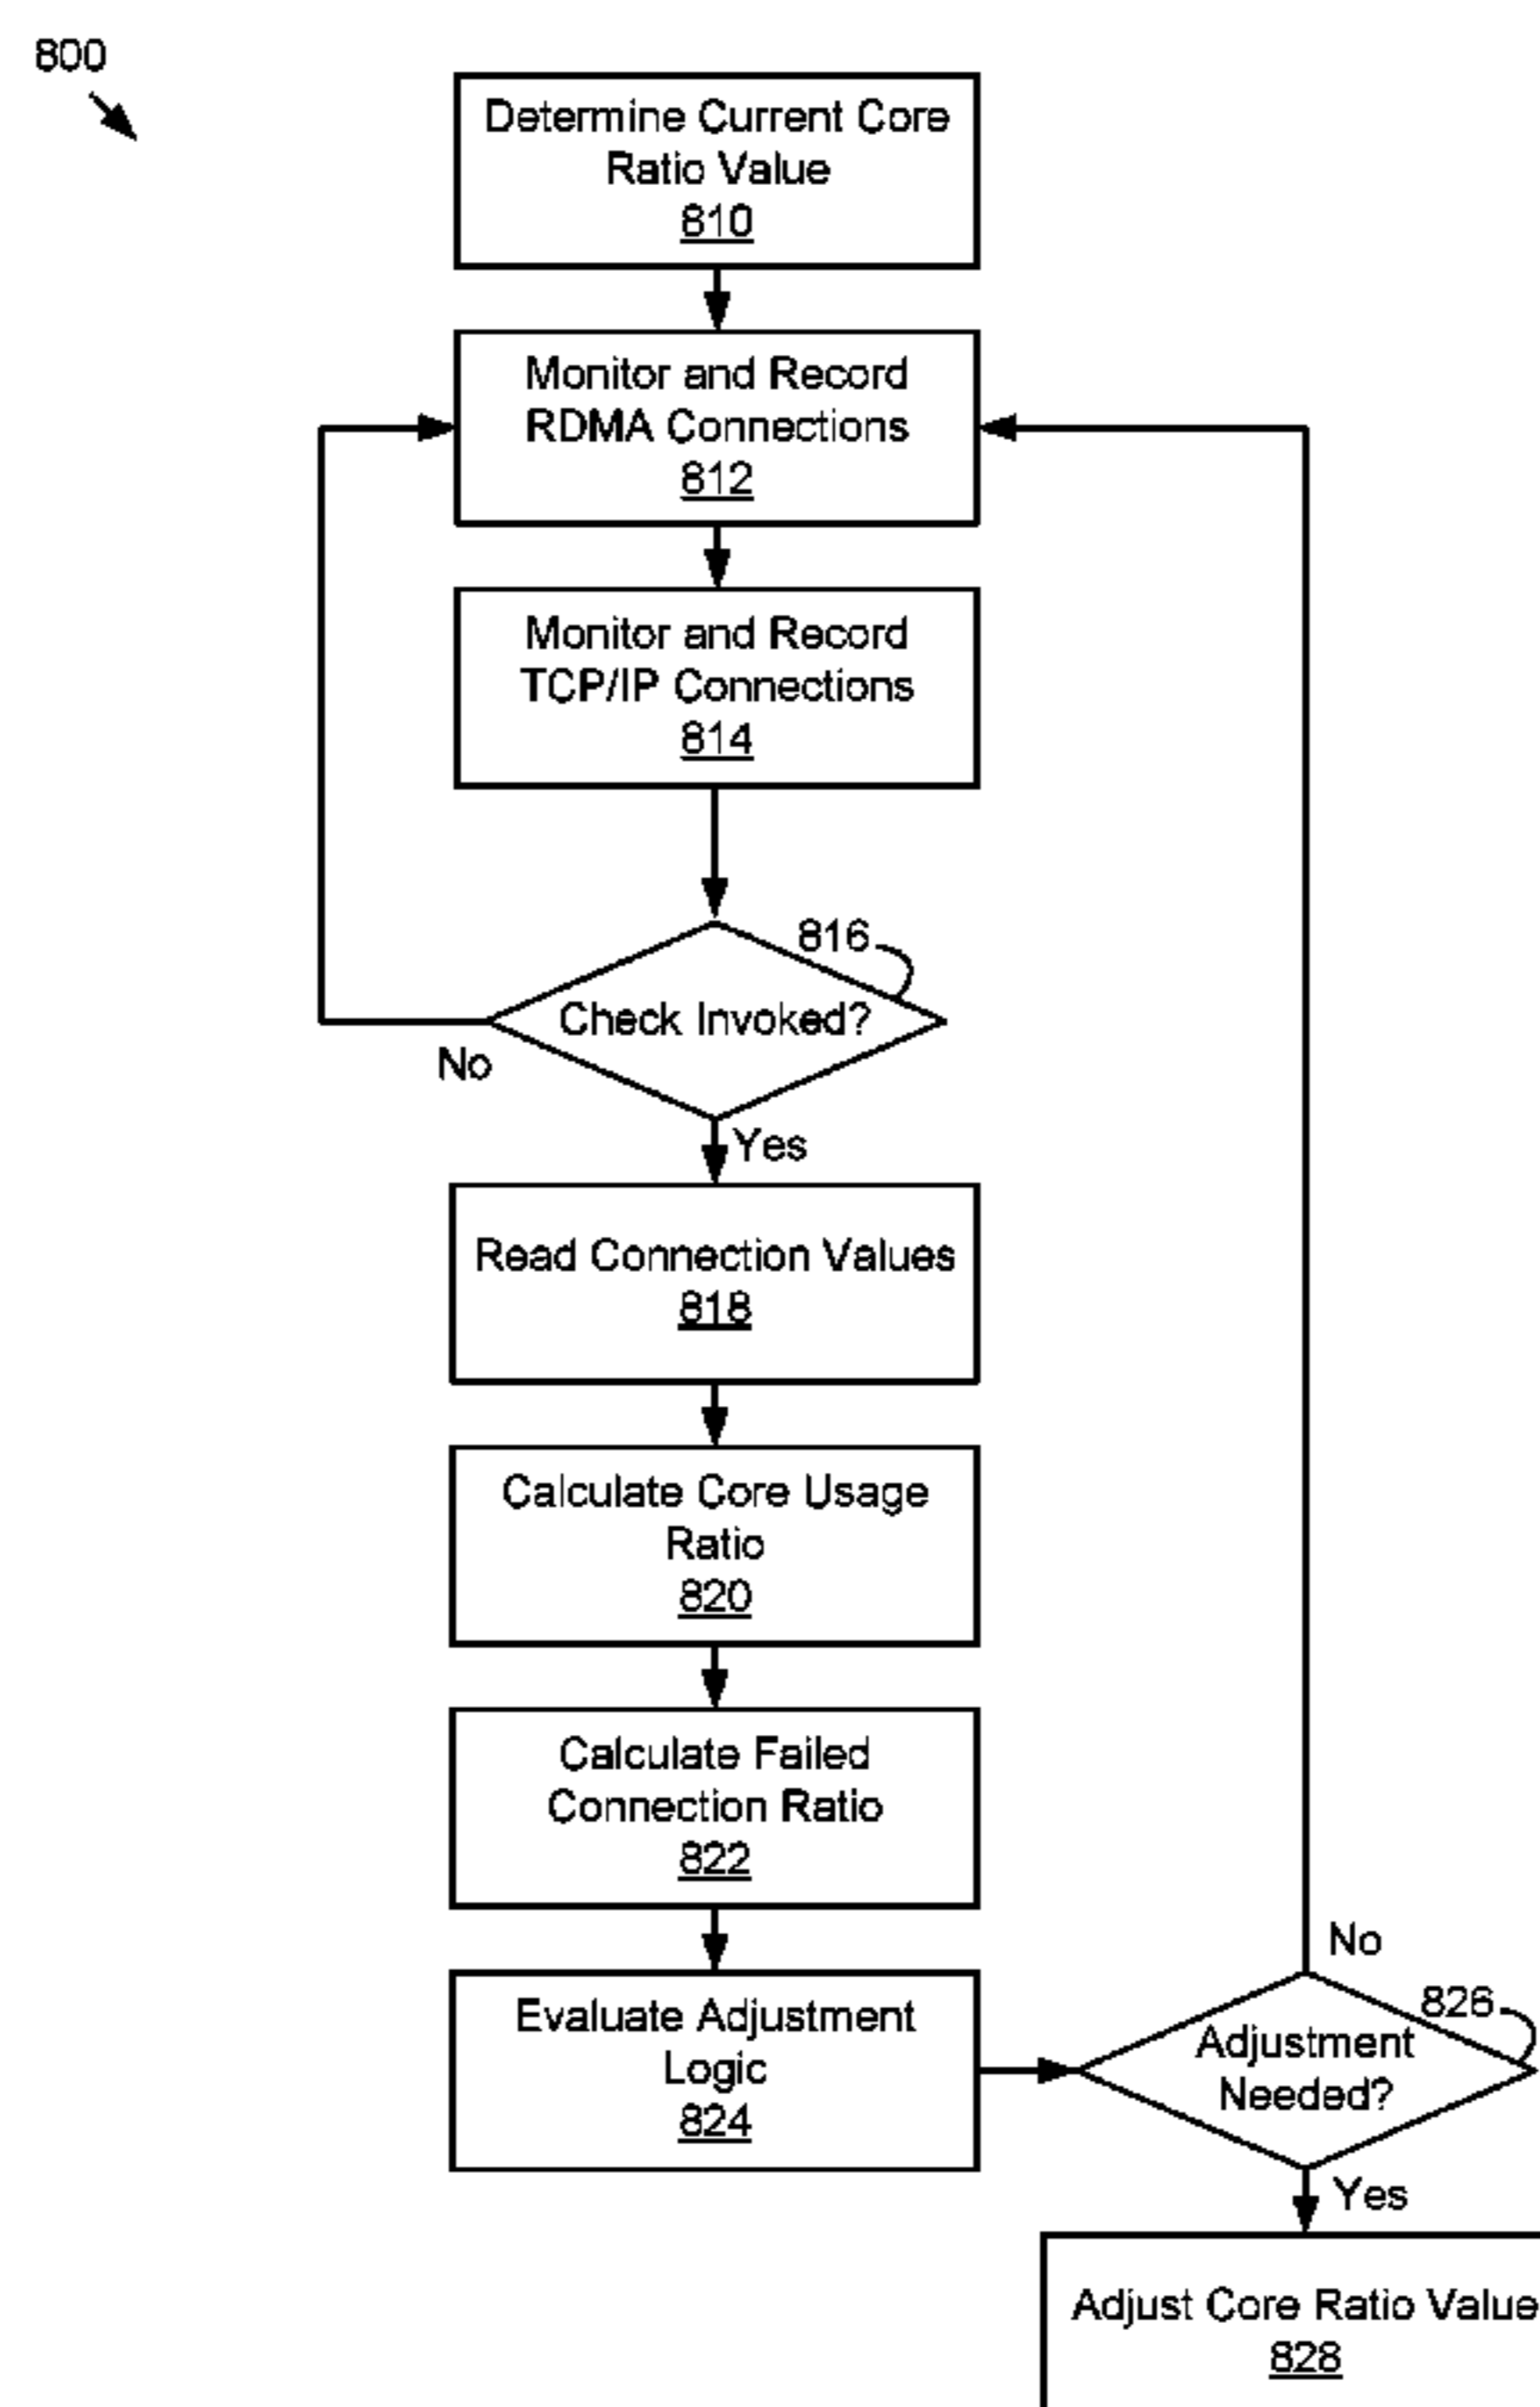 800
Determine Current Core
Ratio Value
810
Monitor and Record
RDMA Connections
812
Monitor and Record
TCP/IP Connections
814
816
Check Invoked?
No
Yes
Read Connection Values
818
Calculate Core Usage
Ratio
820
Calculate Failed
Connection Ratio
822
Evaluate Adjustment
Logic
824
No
826
Adjustment
Needed?
Yes
Adjust Core Ratio Value
828